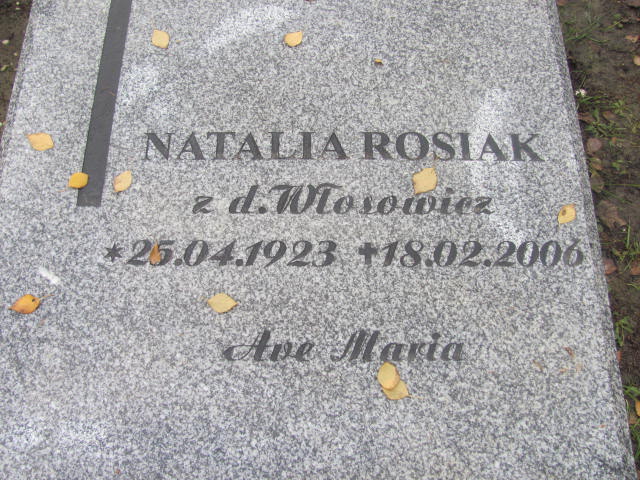 NATALIA ROSIAK
z d.Włosowicz
*25.04.1923 ✝18.02.2006
Ave Maria